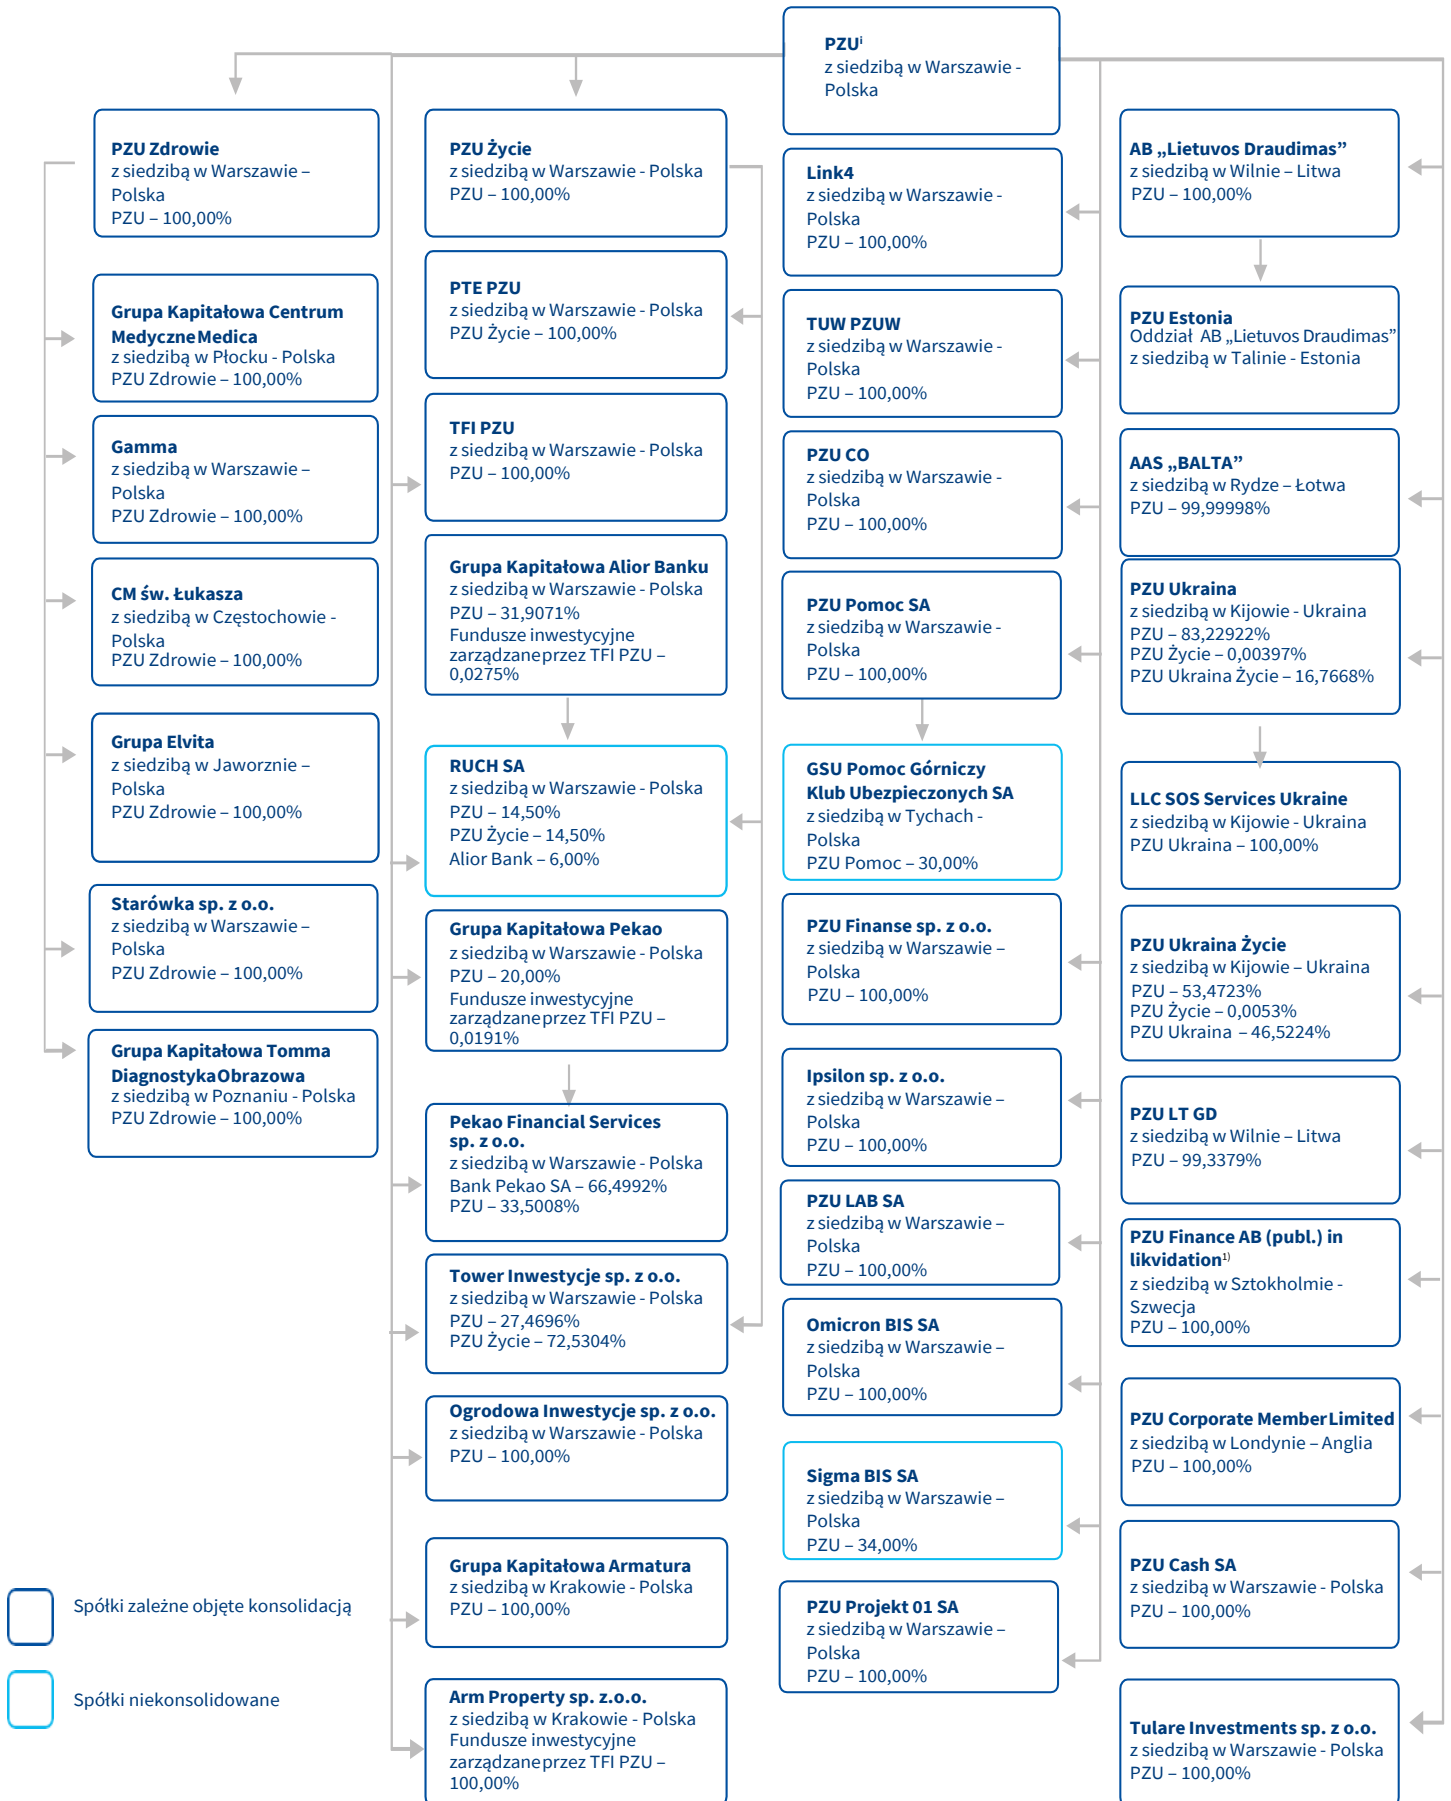 PZUⁱ
z siedzibą w Warszawie -
Polska
PZU Zdrowie
z siedzibą w Warszawie –
Polska
PZU – 100,00%
Grupa Kapitałowa Centrum
Medyczne Medica
z siedzibą w Płocku - Polska
PZU Zdrowie – 100,00%
Gamma
z siedzibą w Warszawie –
Polska
PZU Zdrowie – 100,00%
CM św. Łukasza
z siedzibą w Częstochowie -
Polska
PZU Zdrowie – 100,00%
Grupa Elvita
z siedzibą w Jaworznie –
Polska
PZU Zdrowie – 100,00%
Starówka sp. z o.o.
z siedzibą w Warszawie –
Polska
PZU Zdrowie – 100,00%
Grupa Kapitałowa Tomma
Diagnostyka Obrazowa
z siedzibą w Poznaniu - Polska
PZU Zdrowie – 100,00%
Spółki zależne objęte konsolidacją
Spółki niekonsolidowane
PZU Życie
z siedzibą w Warszawie - Polska
PZU – 100,00%
PTE PZU
z siedzibą w Warszawie - Polska
PZU Życie – 100,00%
TFI PZU
z siedzibą w Warszawie - Polska
PZU – 100,00%
Grupa Kapitałowa Alior Banku
z siedzibą w Warszawie - Polska
PZU – 31,9071%
Fundusze inwestycyjne
zarządzane przez TFI PZU –
0,0275%
RUCH SA
z siedzibą w Warszawie - Polska
PZU – 14,50%
PZU Życie – 14,50%
Alior Bank – 6,00%
Grupa Kapitałowa Pekao
z siedzibą w Warszawie - Polska
PZU – 20,00%
Fundusze inwestycyjne
zarządzane przez TFI PZU –
0,0191%
Pekao Financial Services
sp. z o.o.
z siedzibą w Warszawie - Polska
Bank Pekao SA – 66,4992%
PZU – 33,5008%
Tower Inwestycje sp. z o.o.
z siedzibą w Warszawie - Polska
PZU – 27,4696%
PZU Życie – 72,5304%
Ogrodowa Inwestycje sp. z o.o.
z siedzibą w Warszawie - Polska
PZU – 100,00%
Grupa Kapitałowa Armatura
z siedzibą w Krakowie - Polska
PZU – 100,00%
Arm Property sp. z.o.o.
z siedzibą w Krakowie - Polska
Fundusze inwestycyjne
zarządzane przez TFI PZU –
100,00%
Link4
z siedzibą w Warszawie -
Polska
PZU – 100,00%
TUW PZUW
z siedzibą w Warszawie -
Polska
PZU – 100,00%
PZU CO
z siedzibą w Warszawie -
Polska
PZU – 100,00%
PZU Pomoc SA
z siedzibą w Warszawie -
Polska
PZU – 100,00%
GSU Pomoc Górniczy
Klub Ubezpieczonych SA
z siedzibą w Tychach -
Polska
PZU Pomoc – 30,00%
PZU Finanse sp. z o.o.
z siedzibą w Warszawie –
Polska
PZU – 100,00%
Ipsilon sp. z o.o.
z siedzibą w Warszawie –
Polska
PZU – 100,00%
PZU LAB SA
z siedzibą w Warszawie –
Polska
PZU – 100,00%
Omicron BIS SA
z siedzibą w Warszawie –
Polska
PZU – 100,00%
Sigma BIS SA
z siedzibą w Warszawie –
Polska
PZU – 34,00%
PZU Projekt 01 SA
z siedzibą w Warszawie –
Polska
PZU – 100,00%
AB „Lietuvos Draudimas”
z siedzibą w Wilnie – Litwa
PZU – 100,00%
PZU Estonia
Oddział AB „Lietuvos Draudimas”
z siedzibą w Talinie - Estonia
AAS „BALTA”
z siedzibą w Rydze – Łotwa
PZU – 99,99998%
PZU Ukraina
z siedzibą w Kijowie - Ukraina
PZU – 83,22922%
PZU Życie – 0,00397%
PZU Ukraina Życie – 16,7668%
LLC SOS Services Ukraine
z siedzibą w Kijowie - Ukraina
PZU Ukraina – 100,00%
PZU Ukraina Życie
z siedzibą w Kijowie – Ukraina
PZU – 53,4723%
PZU Życie – 0,0053%
PZU Ukraina – 46,5224%
PZU LT GD
z siedzibą w Wilnie – Litwa
PZU – 99,3379%
PZU Finance AB (publ.) in
likvidation¹⁾
z siedzibą w Sztokholmie -
Szwecja
PZU – 100,00%
PZU Corporate Member Limited
z siedzibą w Londynie – Anglia
PZU – 100,00%
PZU Cash SA
z siedzibą w Warszawie - Polska
PZU – 100,00%
Tulare Investments sp. z o.o.
z siedzibą w Warszawie - Polska
PZU – 100,00%